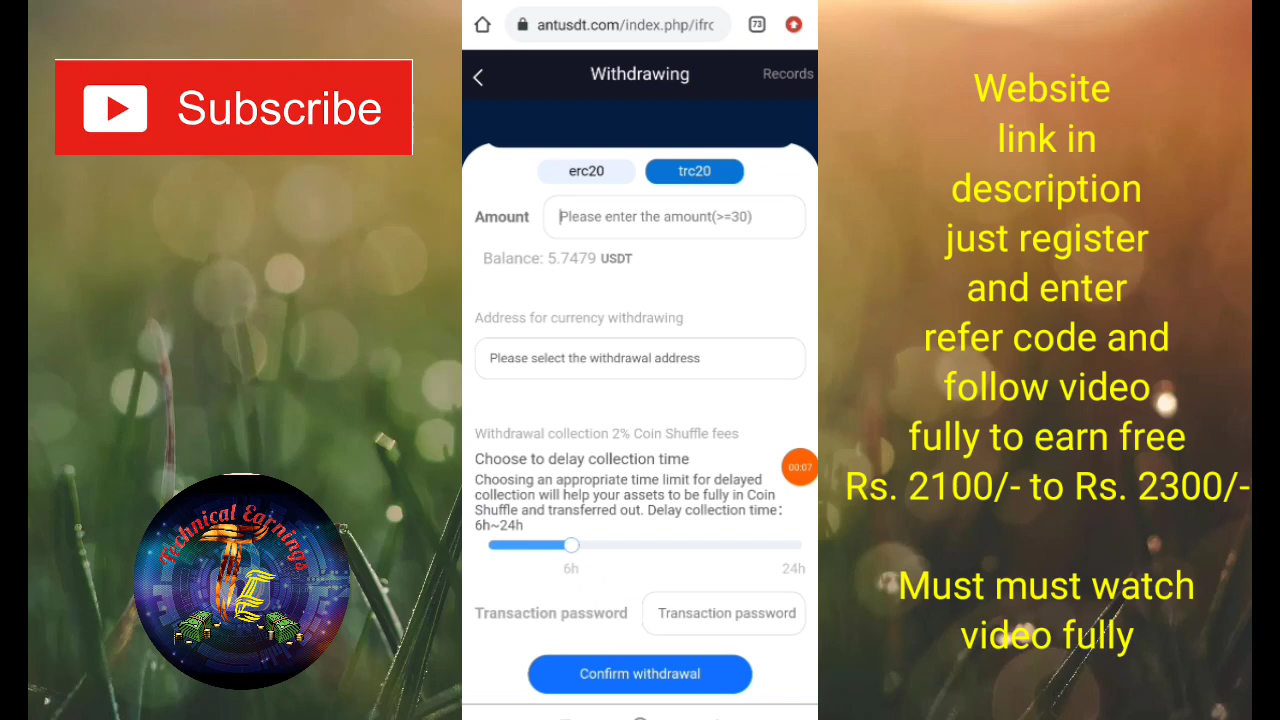 Subscribe
Technical Earnings
TE
antusdt.com/index.php/ifrc
73
Withdrawing
Records
erc20
trc20
Amount
Please enter the amount(>=30)
Balance: 5.7479 USDT
Address for currency withdrawing
Please select the withdrawal address
Withdrawal collection 2% Coin Shuffle fees
Choose to delay collection time
00:07
Choosing an appropriate time limit for delayed
collection will help your assets to be fully in Coin
Shuffle and transferred out. Delay collection time:
6h~24h
6h
24h
Transaction password
Transaction password
Confirm withdrawal
Website
link in
description
just register
and enter
refer code and
follow video
fully to earn free
Rs. 2100/- to Rs. 2300/-
Must must watch
video fully